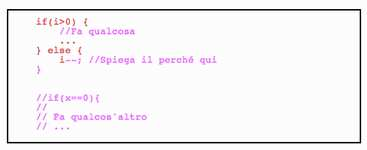 if(i>0) {
//Fa qualcosa
...
} else {
i--; //Spiega il perché qui
}
//if(x==0){
//
// Fa qualcos`altro
// ...